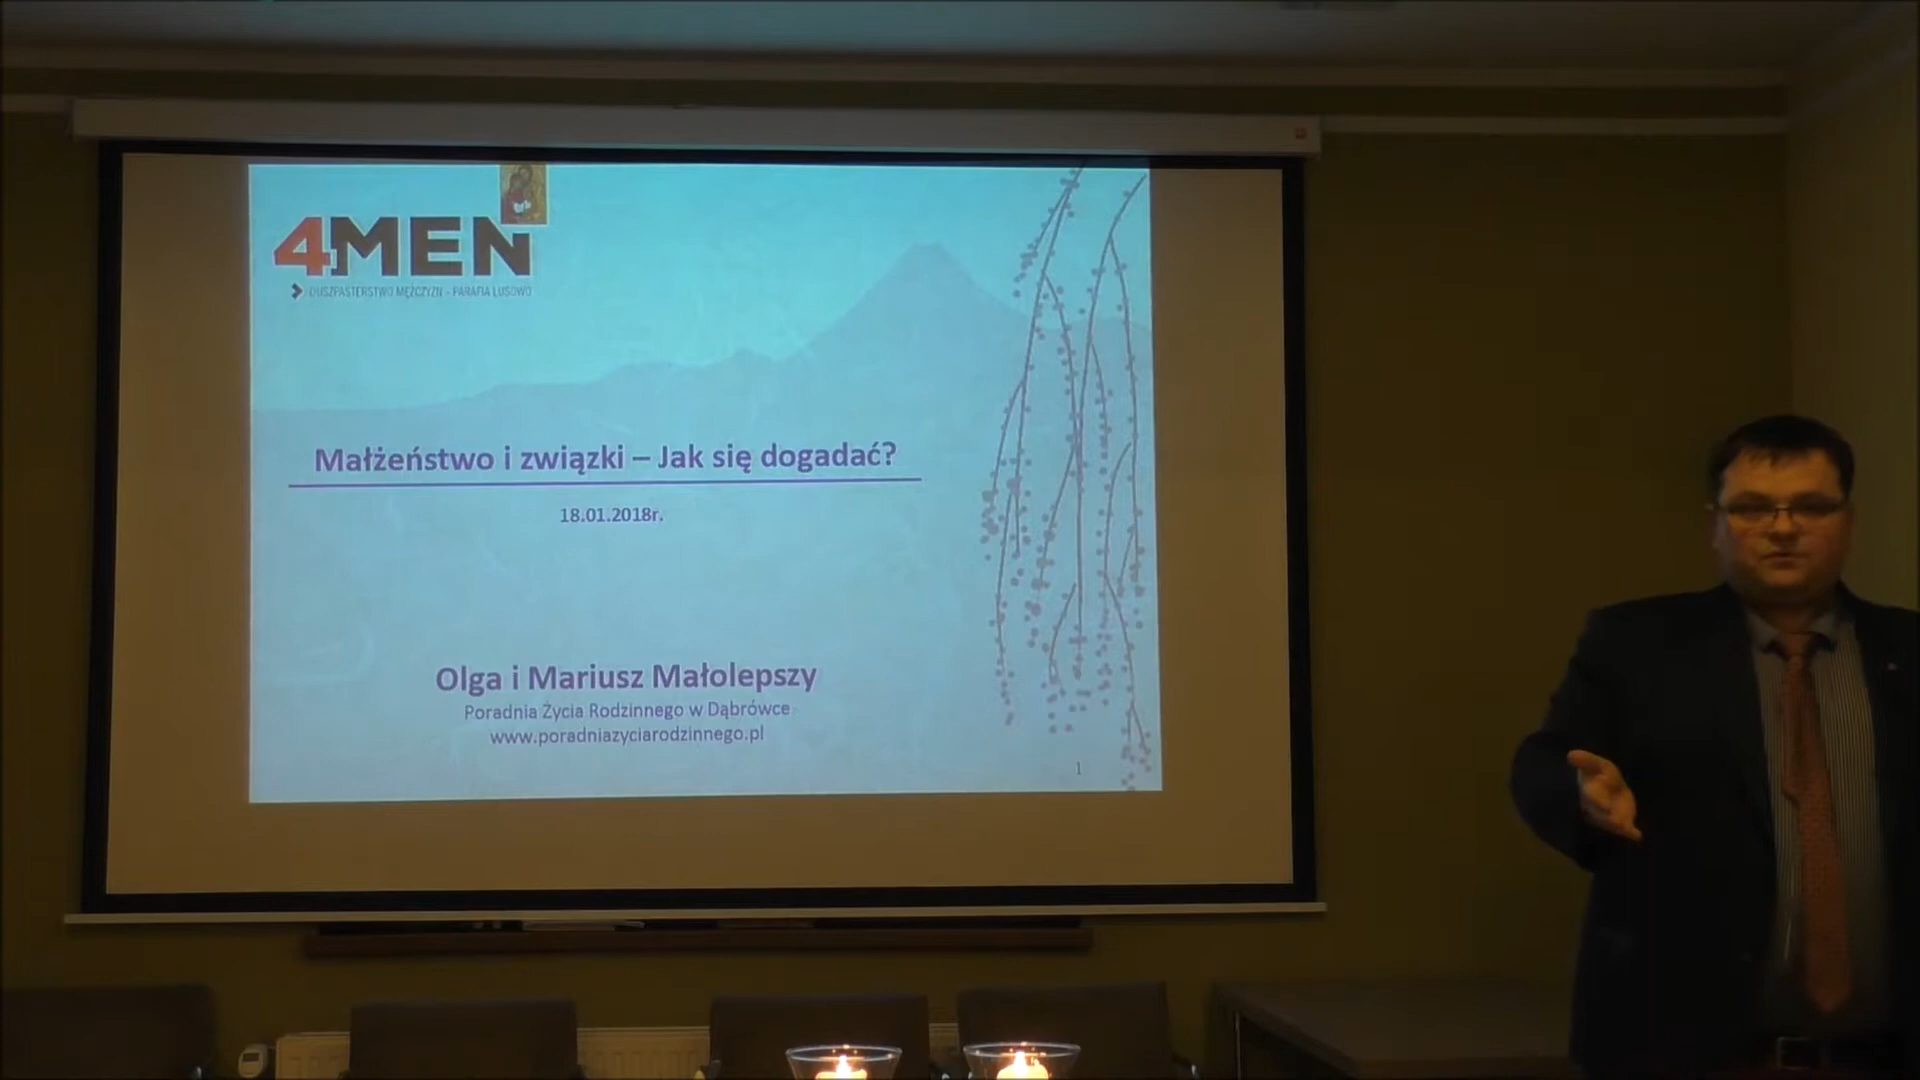 4MEN
DUSZPASTERSTWO MĘŻCZYZN - PARAFIA LUSOWO
Małżeństwo i związki – Jak się dogadać?
18.01.2018r.
Olga i Mariusz Małolepszy
Poradnia Życia Rodzinnego w Dąbrówce
www.poradniazyciarodzinnego.pl
1